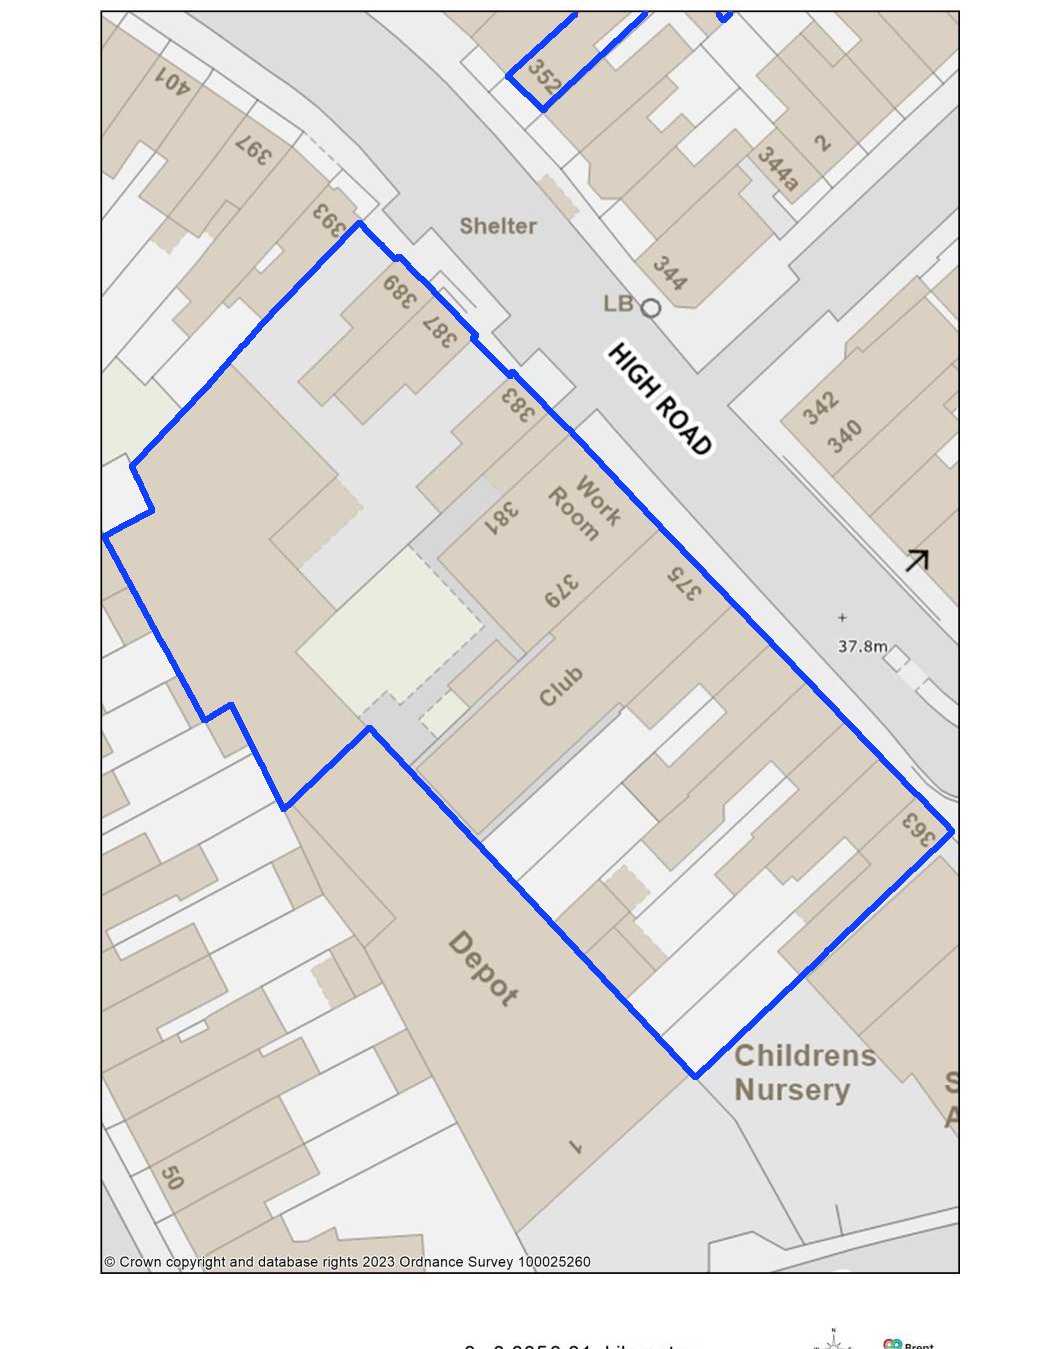 401
397
393
352
2
344a
Shelter
344
LB
HIGH ROAD
389
387
383
342
340
Work
Room
381
379
375
37.8m
Club
363
Depot
Childrens
Nursery
S
A
1
50
© Crown copyright and database rights 2023 Ordnance Survey 100025260
N
Brent